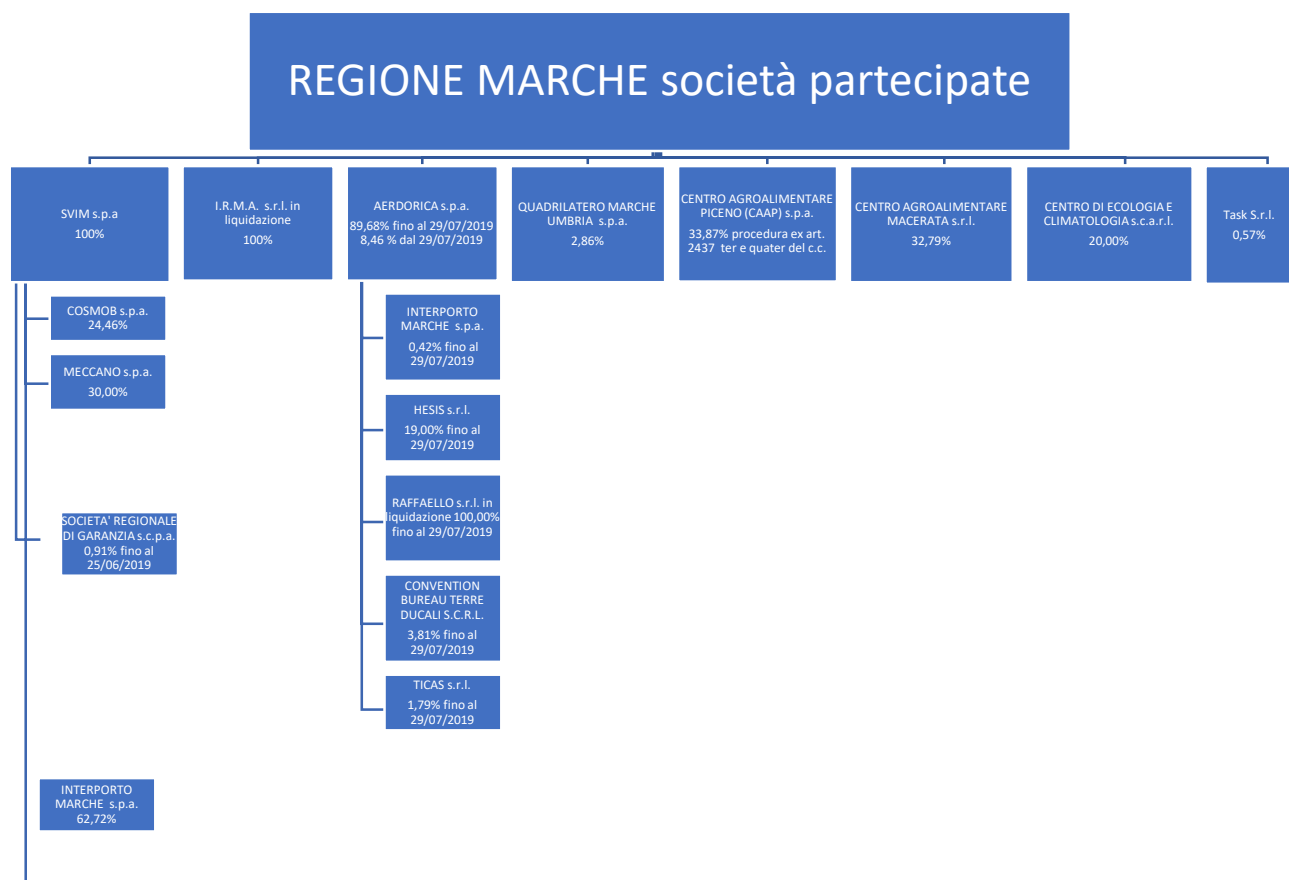 REGIONE MARCHE società partecipate
SVIM s.p.a
100%
I.R.M.A. s.r.l. in
liquidazione
100%
AERDORICA s.p.a.
89,68% fino al 29/07/2019
8,46 % dal 29/07/2019
QUADRILATERO MARCHE
UMBRIA s.p.a.
2,86%
CENTRO AGROALIMENTARE
PICENO (CAAP) s.p.a.
33,87% procedura ex art.
2437 ter e quater del c.c.
CENTRO AGROALIMENTARE
MACERATA s.r.l.
32,79%
CENTRO DI ECOLOGIA E
CLIMATOLOGIA s.c.a.r.l.
20,00%
Task S.r.l.
0,57%
COSMOB s.p.a.
24,46%
MECCANO s.p.a.
30,00%
SOCIETA' REGIONALE
DI GARANZIA s.c.p.a.
0,91% fino al
25/06/2019
INTERPORTO
MARCHE s.p.a.
62,72%
INTERPORTO
MARCHE s.p.a.
0,42% fino al
29/07/2019
HESIS s.r.l.
19,00% fino al
29/07/2019
RAFFAELLO s.r.l. in
liquidazione 100,00%
fino al 29/07/2019
CONVENTION
BUREAU TERRE
DUCALI S.C.R.L.
3,81% fino al
29/07/2019
TICAS s.r.l.
1,79% fino al
29/07/2019